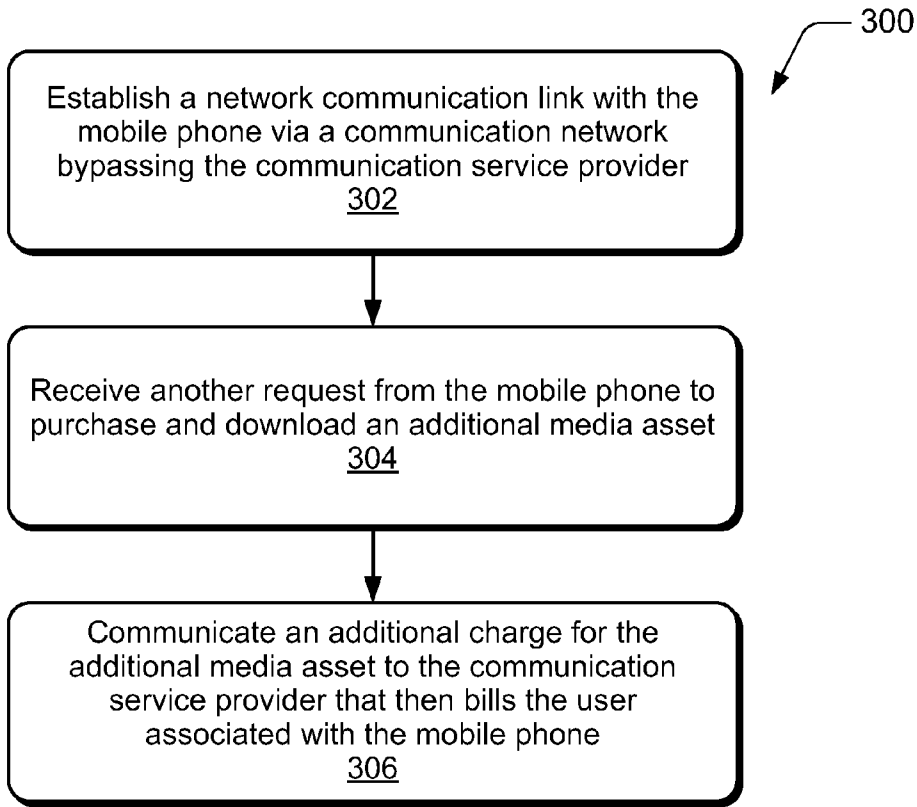 300
Establish a network communication link with the
mobile phone via a communication network
bypassing the communication service provider
302
Receive another request from the mobile phone to
purchase and download an additional media asset
304
Communicate an additional charge for the
additional media asset to the communication
service provider that then bills the user
associated with the mobile phone
306